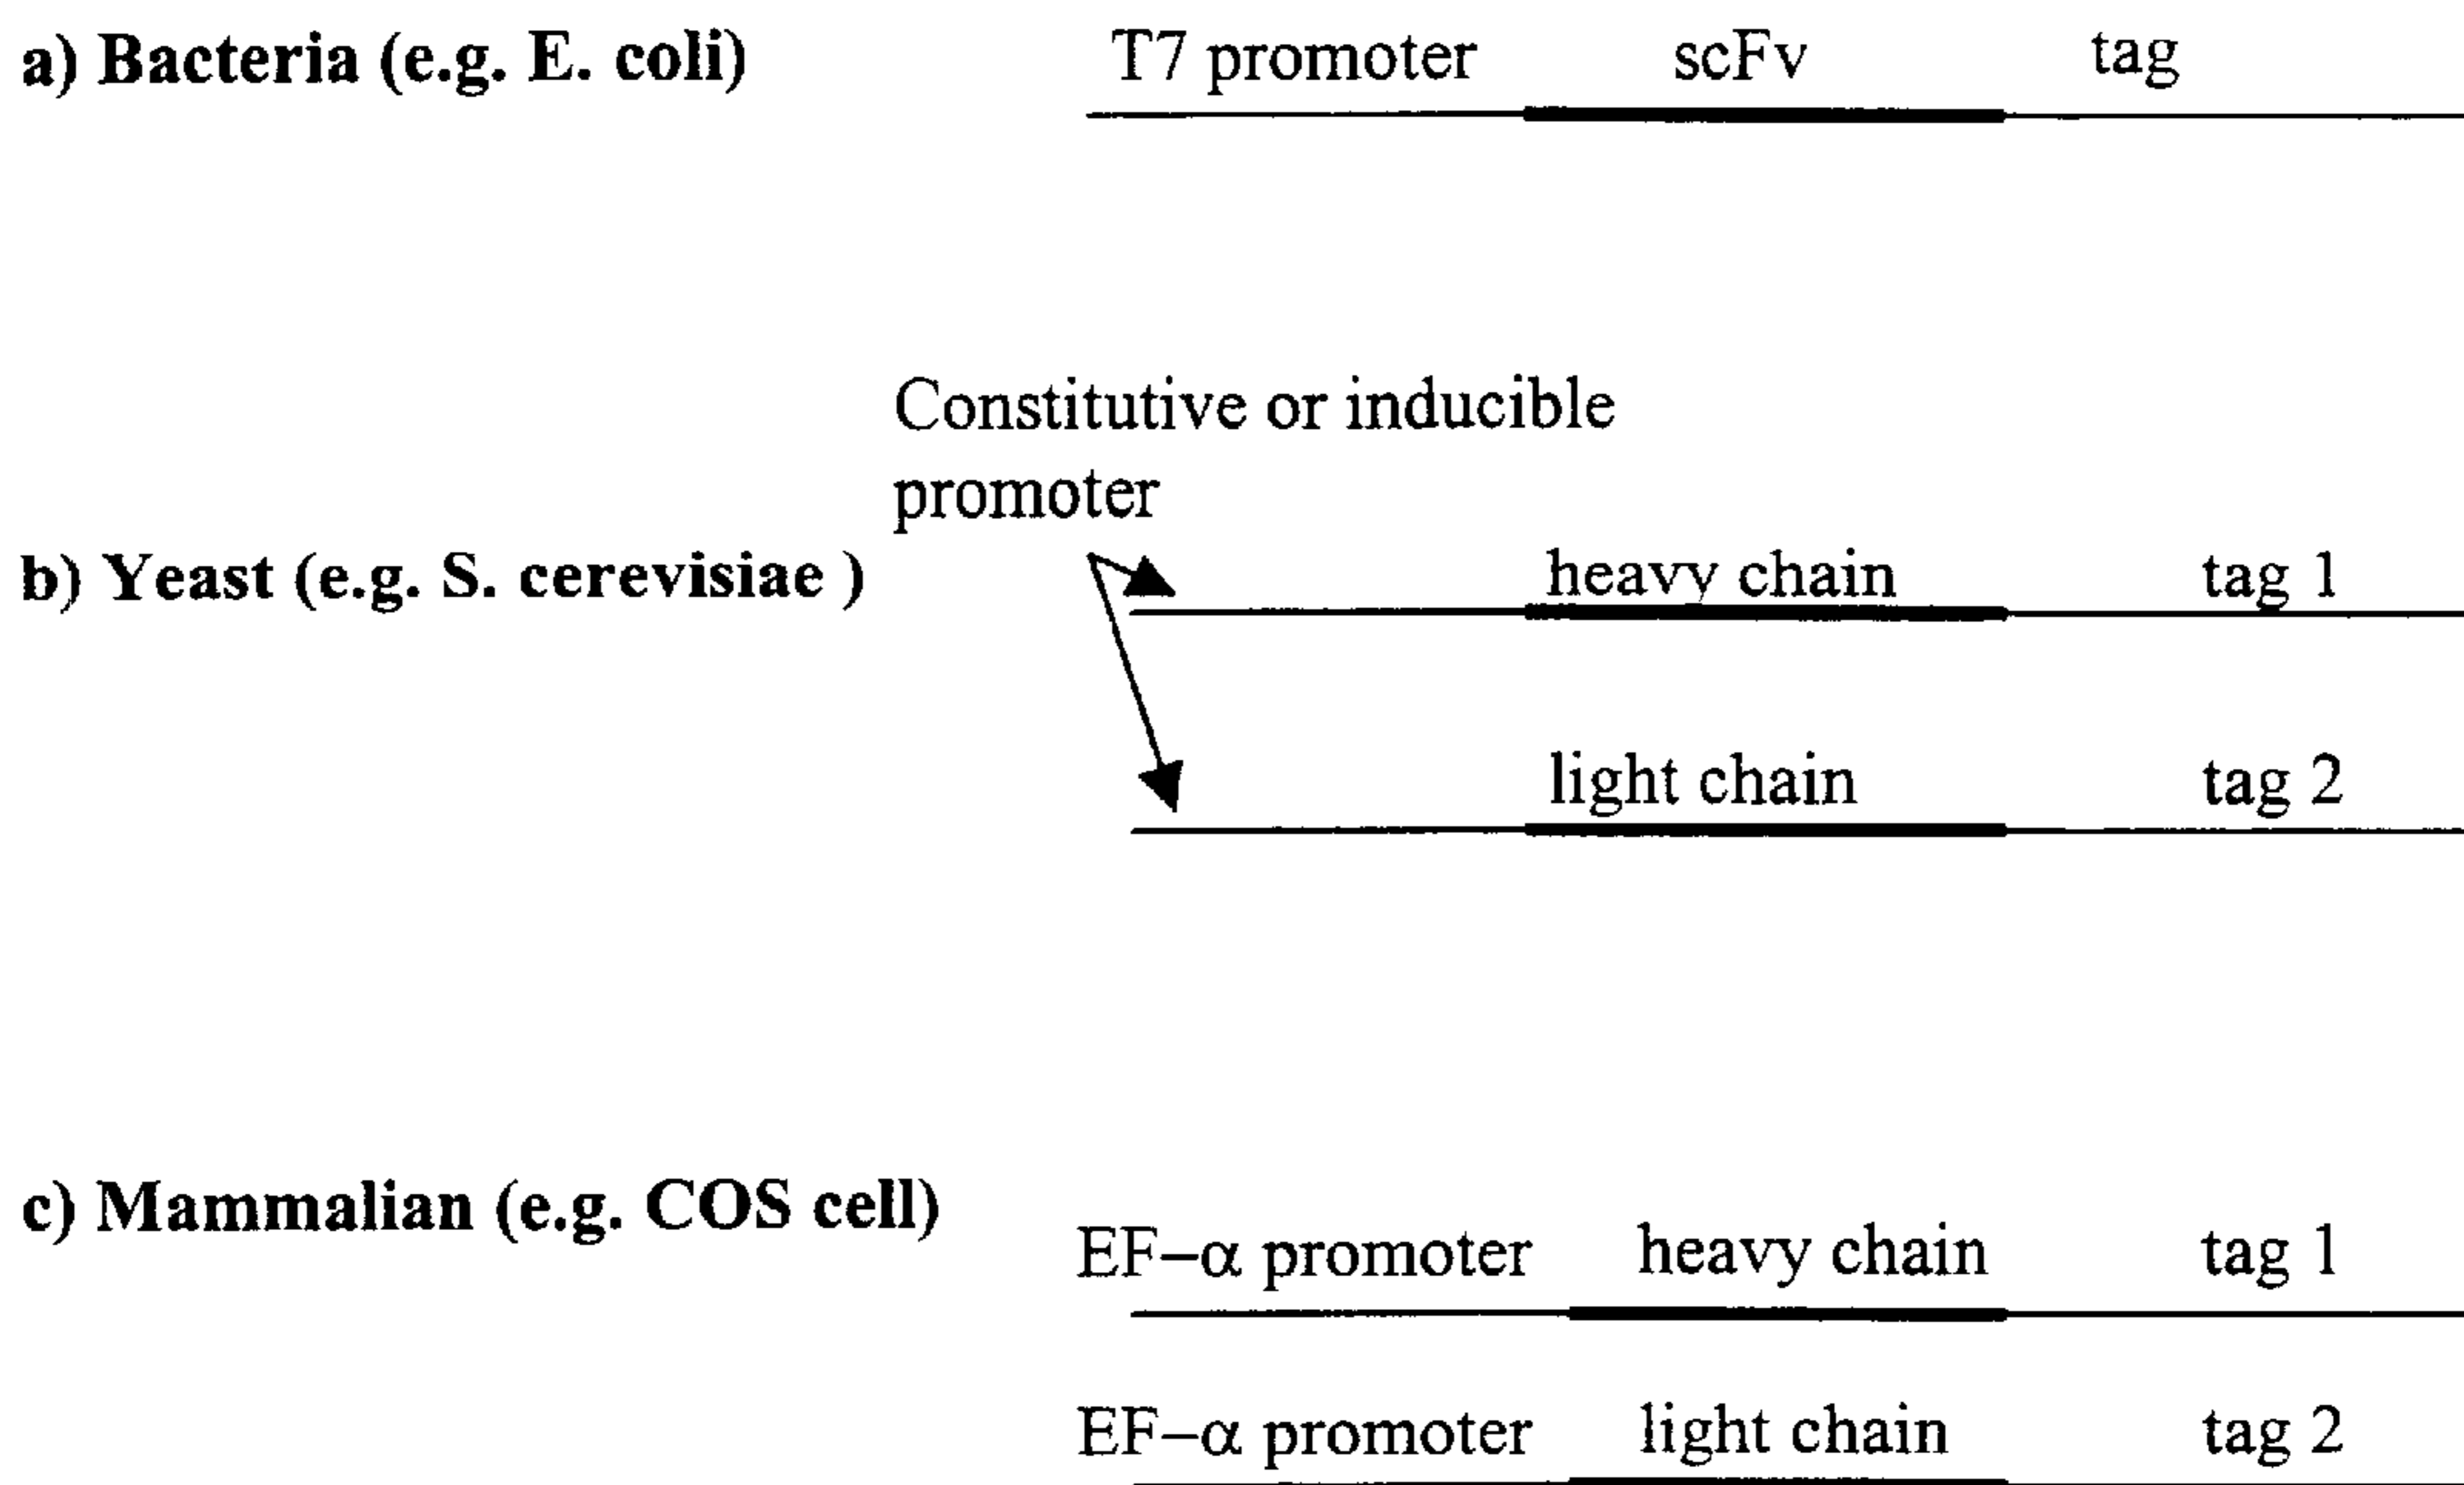 a) Bacteria (e.g. E. coli) T7 promoter scFv tag
Constitutive or inducible
promoter
b) Yeast (e.g. S. cerevisiae ) heavy chain tag 1
light chain tag 2
c) Mammalian (e.g. COS cell)
EF–α promoter heavy chain tag 1
EF–α promoter light chain tag 2